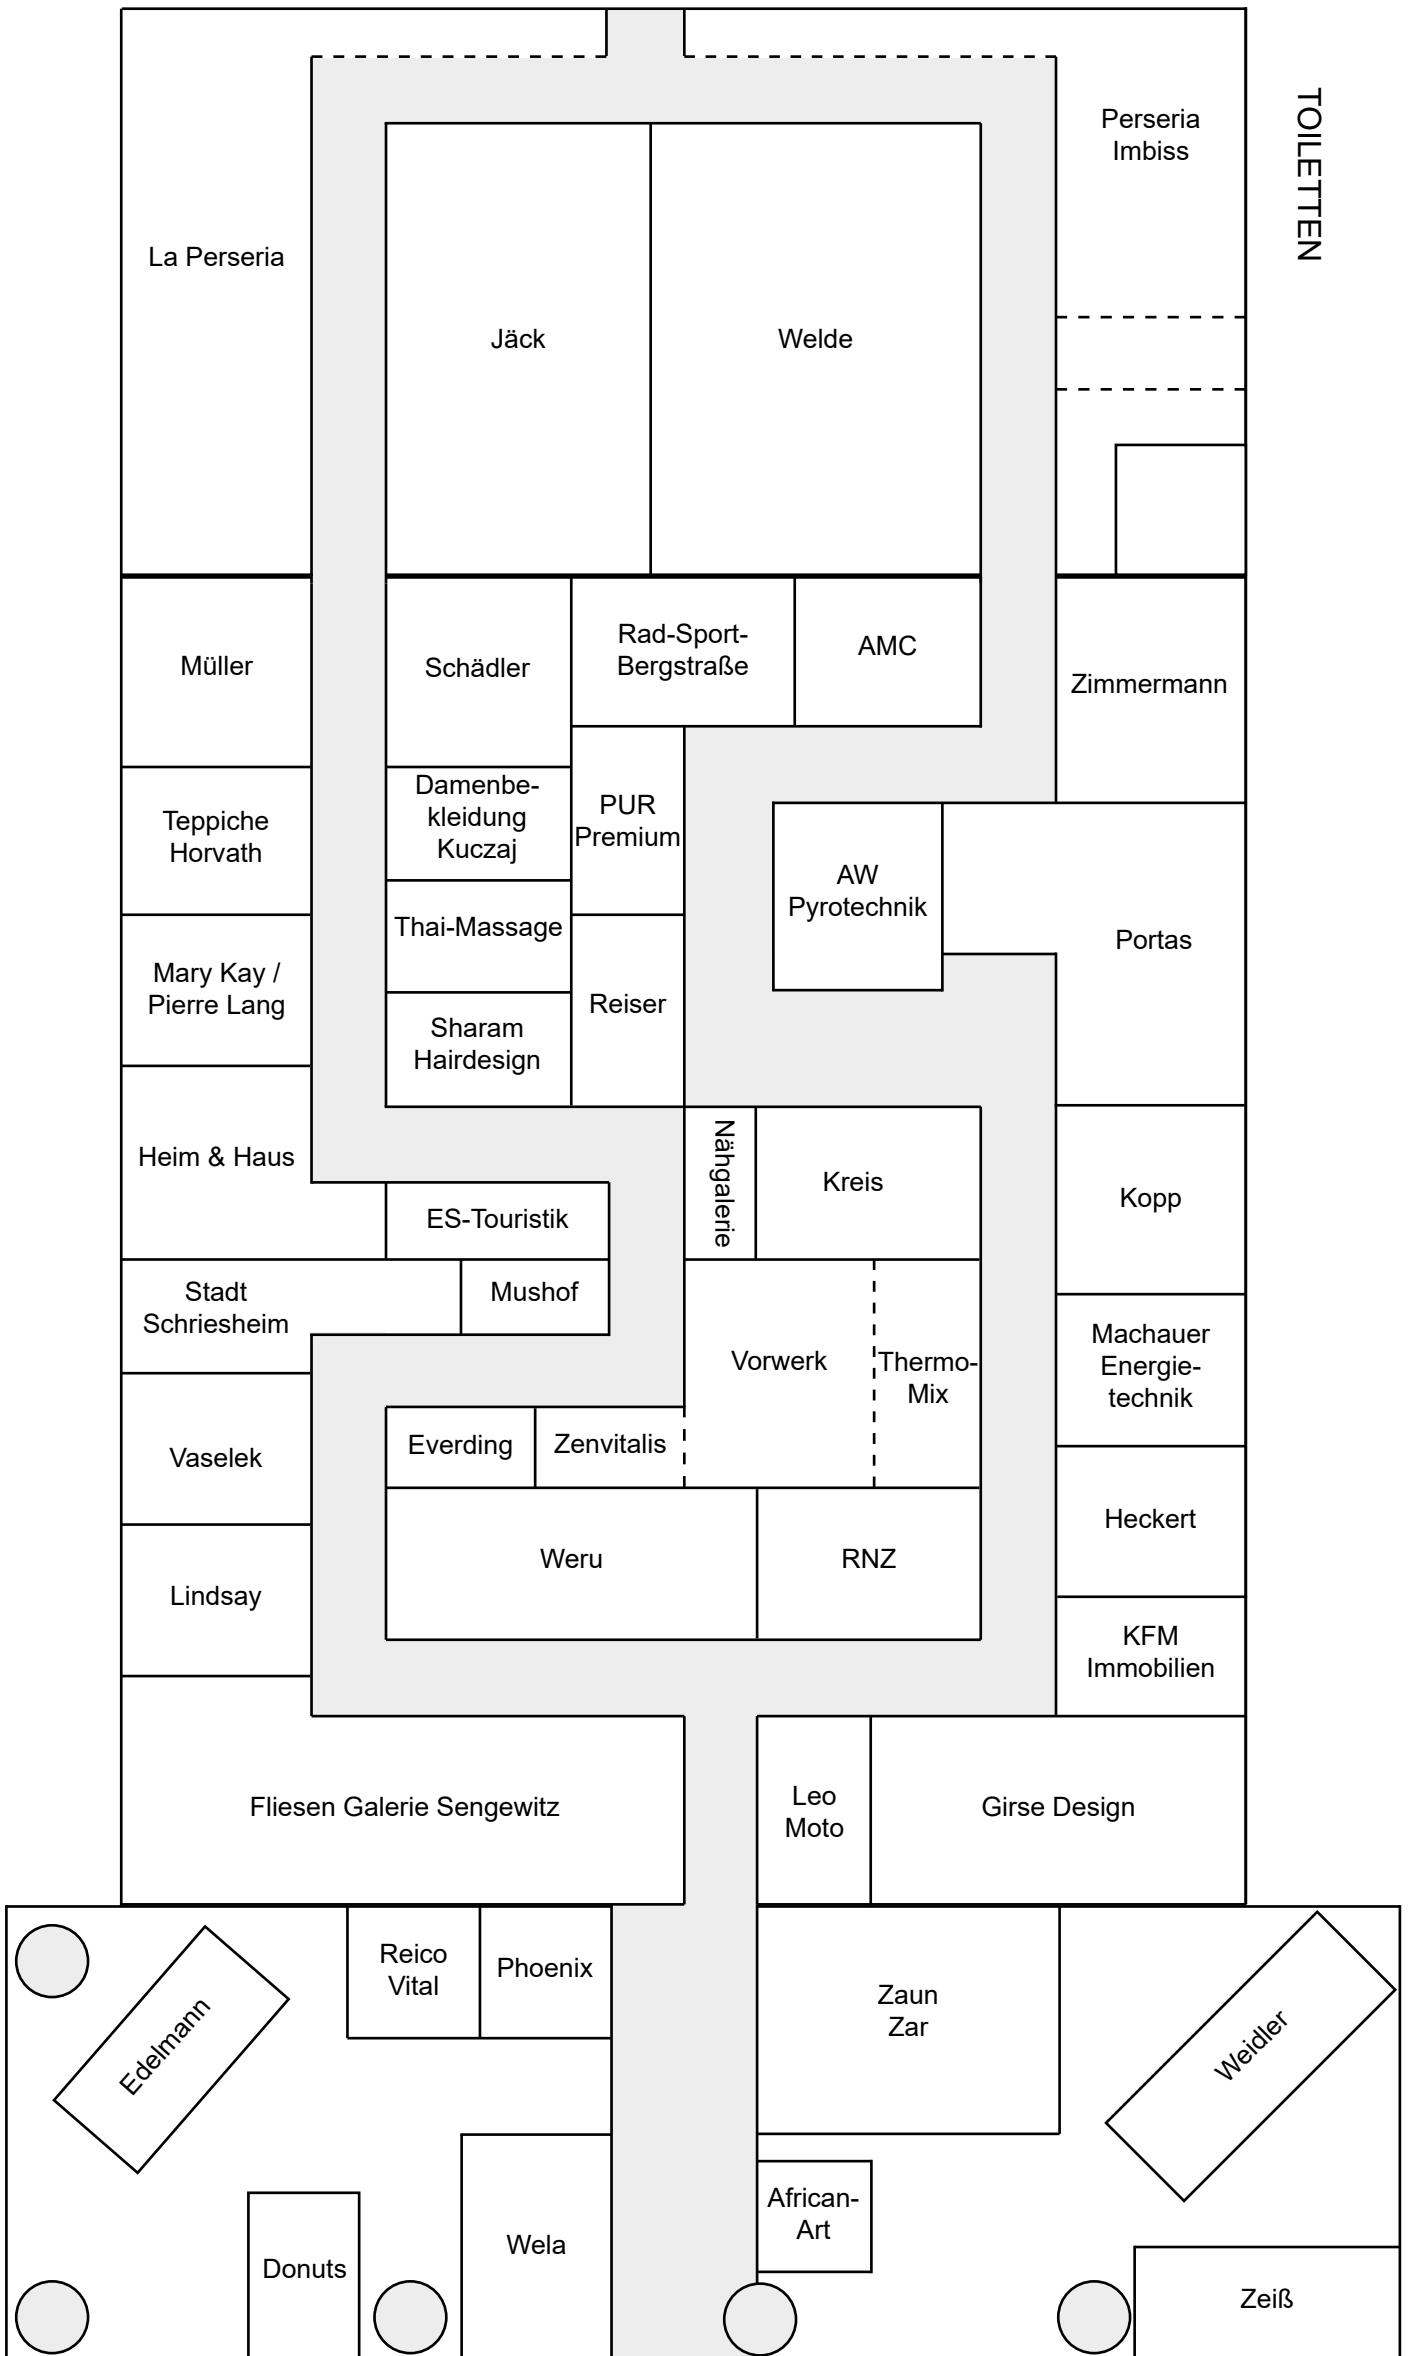 TOILETTEN
Perseria
Imbiss
La Perseria
Jäck
Welde
Müller
Schädler
Rad-Sport-
Bergstraße
AMC
Zimmermann
Teppiche
Horvath
Damenbe-
kleidung
Kuczaj
PUR
Premium
AW
Pyrotechnik
Portas
Thai-Massage
Mary Kay /
Pierre Lang
Reiser
Sharam
Hairdesign
Heim & Haus
Nähgalerie
Kreis
Kopp
ES-Touristik
Stadt
Schriesheim
Mushof
Vorwerk
Thermo-
Mix
Machauer
Energie-
technik
Vaselek
Everding
Zenvitalis
Heckert
Weru
RNZ
Lindsay
KFM
Immobilien
Fliesen Galerie Sengewitz
Leo
Moto
Girse Design
Reico
Vital
Phoenix
Zaun
Zar
Edelmann
Weidler
African-
Art
Wela
Donuts
Zeiß